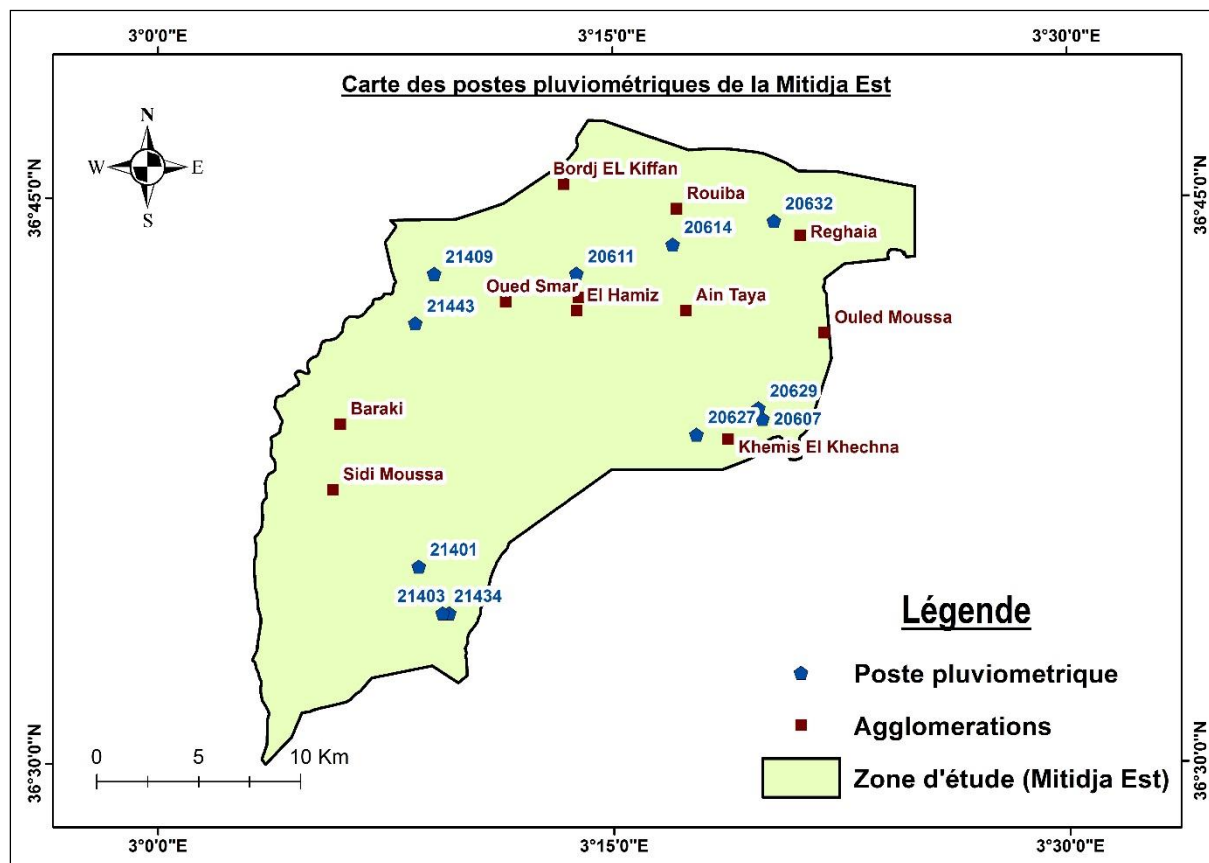 3°0'0"E
3°15'0"E
3°30'0"E
Carte des postes pluviométriques de la Mitidja Est
N
W
E
S
36°45'0"N
36°45'0"N
Bordj EL Kiffan
Rouiba
20632
20614
Reghaia
21409
20611
Oued Smar
El Hamiz
Ain Taya
21443
Ouled Moussa
20629
Baraki
20627
20607
Khemis El Khechna
Sidi Moussa
21401
21403
21434
Légende
Poste pluviometrique
Agglomerations
Zone d'étude (Mitidja Est)
0
5
10 Km
36°30'0"N
36°30'0"N
3°0'0"E
3°15'0"E
3°30'0"E